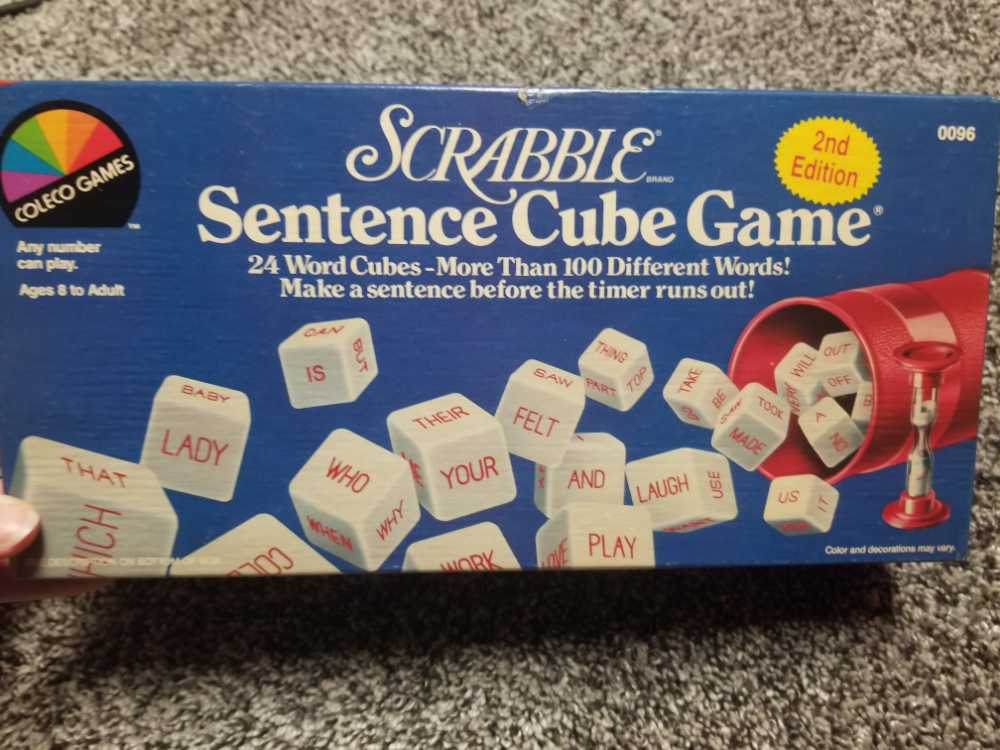 COLECO GAMES
TM
Any number
can play.
Ages 8 to Adult
SCRABBLE®
BRAND
Sentence Cube Game®
24 Word Cubes - More Than 100 Different Words!
Make a sentence before the timer runs out!
2nd
Edition
0096
CAN
BUT
IS
BABY
LADY
THAT
WHICH
WHO
WHEN
WHY
THEIR
YOUR
SAW
FELT
THING
PART
TOP
TAKE
BE
TOOK
MADE
WILL
OUT
OFF
A
AND
LAUGH
USE
US
IT
PLAY
WORK
Color and decorations may vary.